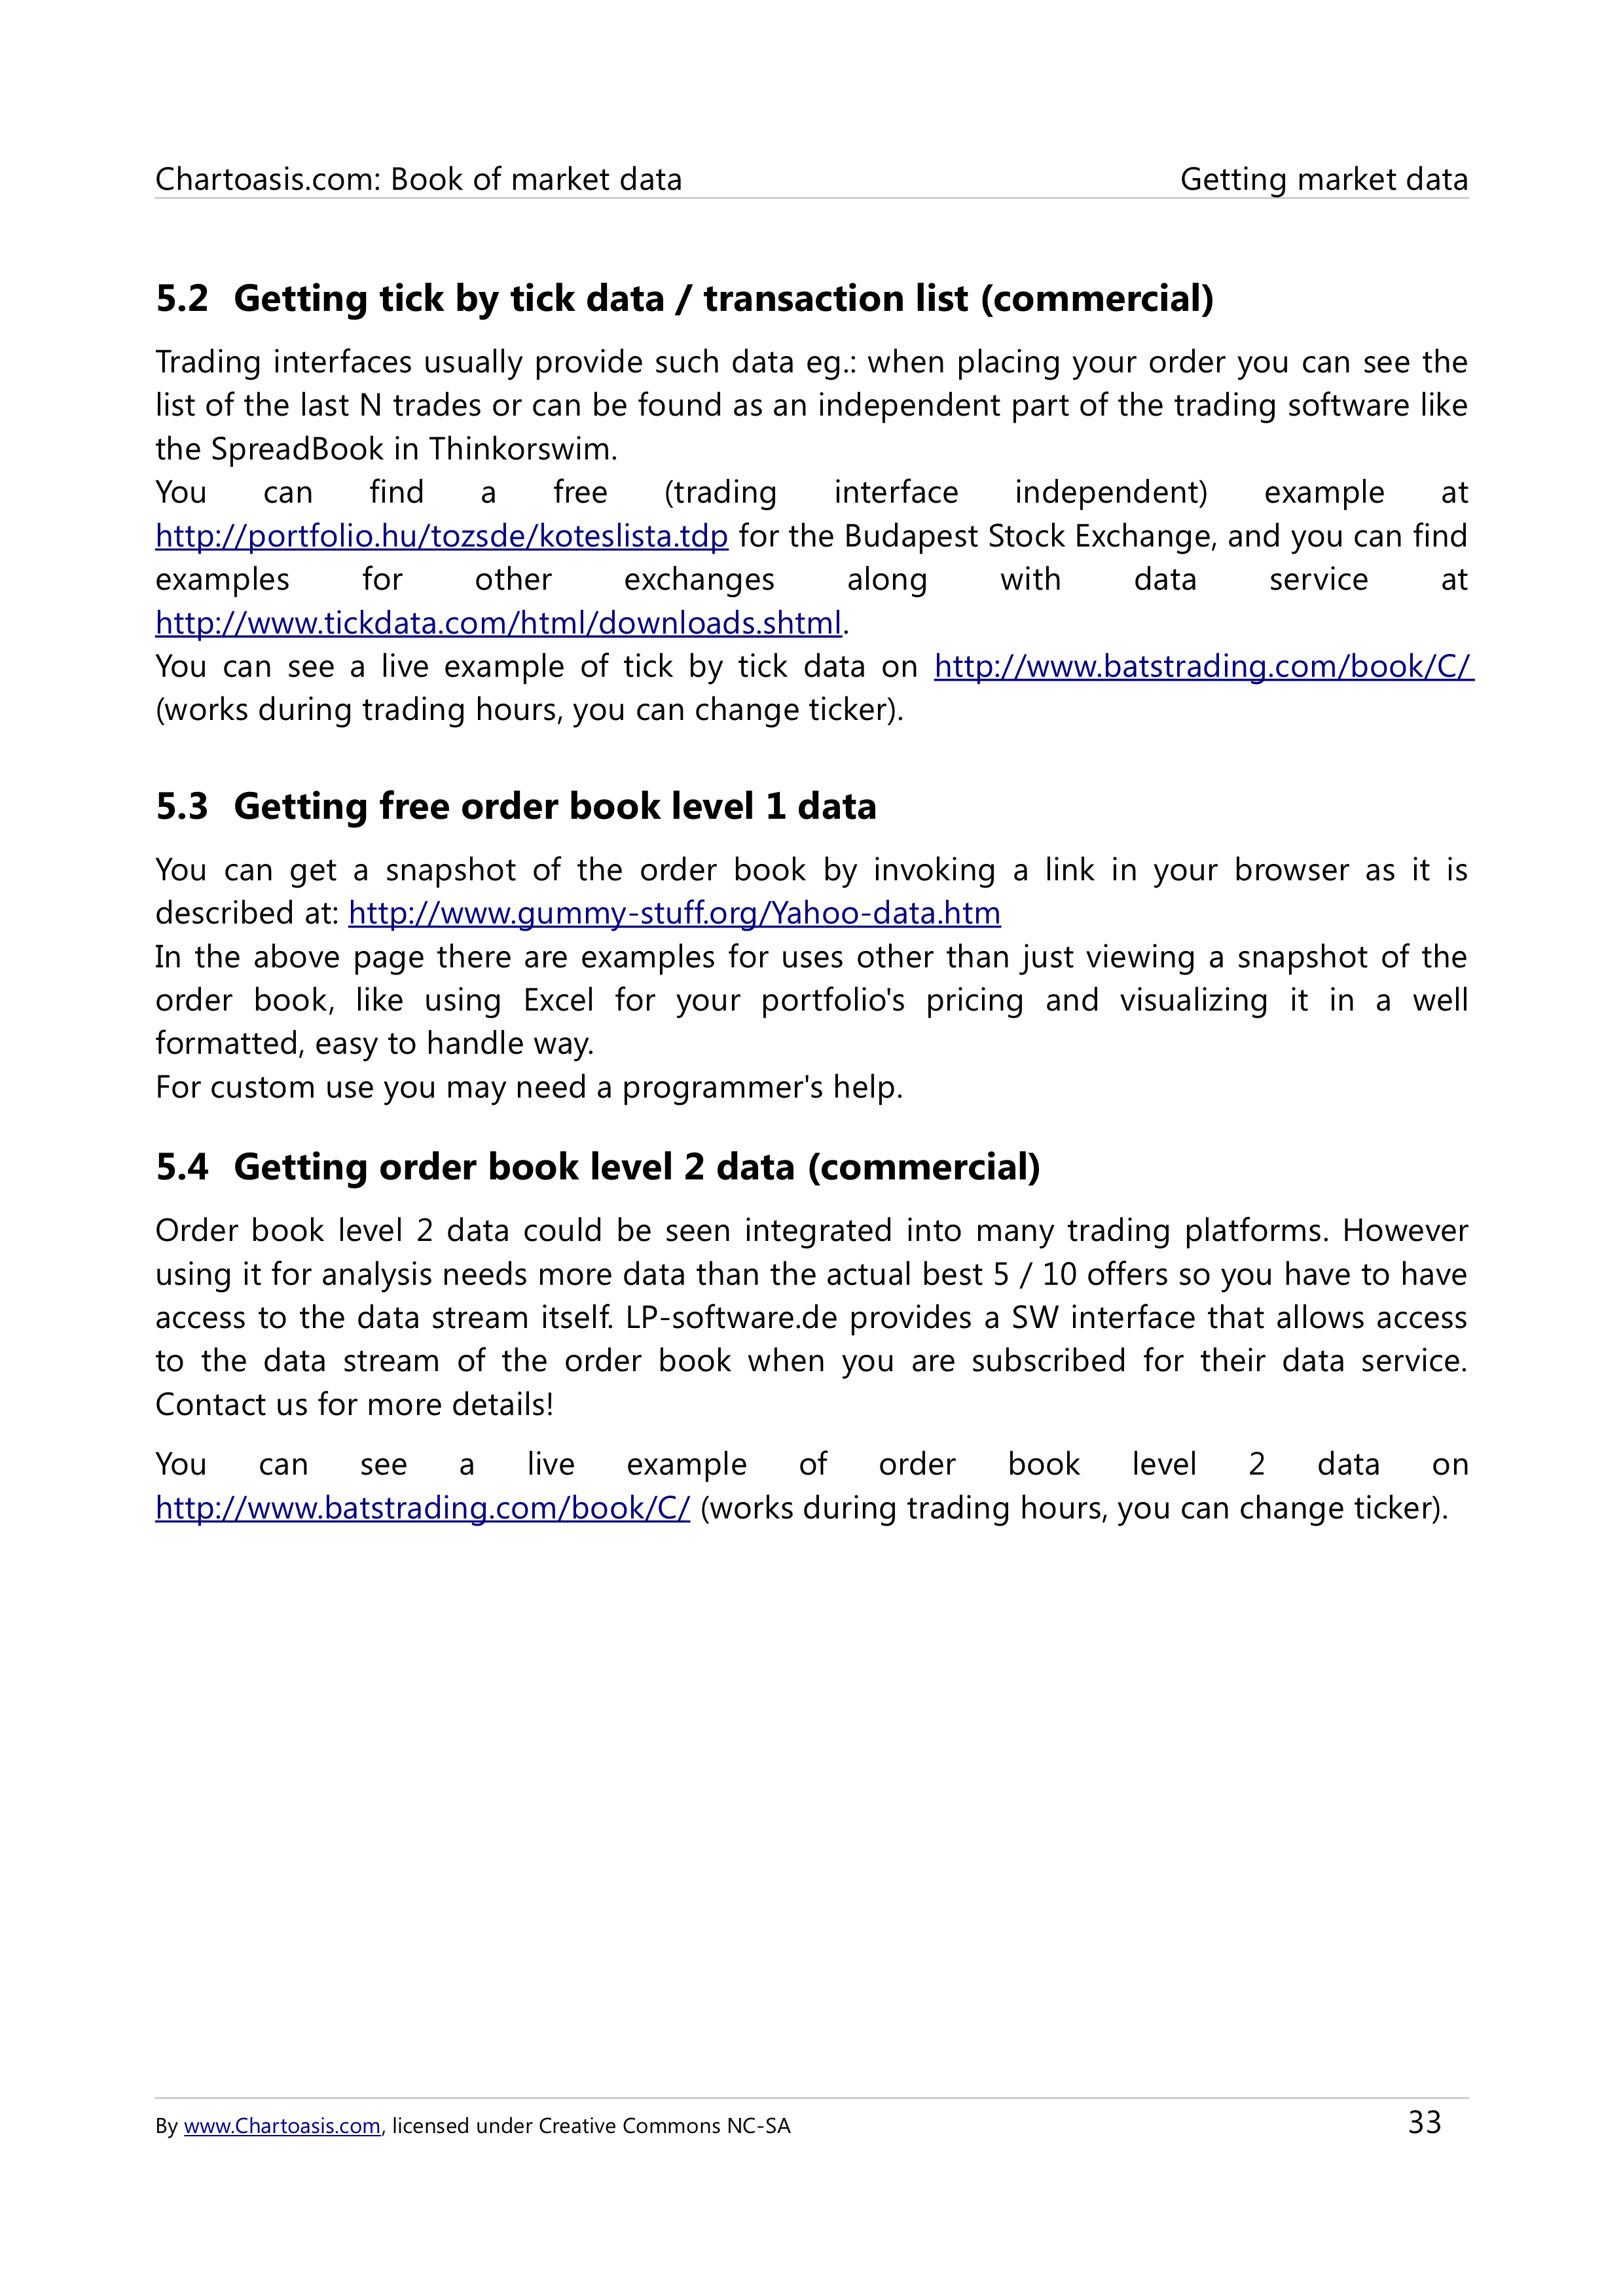 Chartoasis.com: Book of market data Getting market data
5.2 Getting tick by tick data / transaction list (commercial)
Trading interfaces usually provide such data eg.: when placing your order you can see the
list of the last N trades or can be found as an independent part of the trading software like
the SpreadBook in Thinkorswim.
You can find a free (trading interface independent) example at
http://portfolio.hu/tozsde/koteslista.tdp for the Budapest Stock Exchange, and you can find
examples for other exchanges along with data service at
http://www.tickdata.com/html/downloads.shtml.
You can see a live example of tick by tick data on http://www.batstrading.com/book/C/
(works during trading hours, you can change ticker).
5.3 Getting free order book level 1 data
You can get a snapshot of the order book by invoking a link in your browser as it is
described at: http://www.gummy-stuff.org/Yahoo-data.htm
In the above page there are examples for uses other than just viewing a snapshot of the
order book, like using Excel for your portfolio's pricing and visualizing it in a well
formatted, easy to handle way.
For custom use you may need a programmer's help.
5.4 Getting order book level 2 data (commercial)
Order book level 2 data could be seen integrated into many trading platforms. However
using it for analysis needs more data than the actual best 5 / 10 offers so you have to have
access to the data stream itself. LP-software.de provides a SW interface that allows access
to the data stream of the order book when you are subscribed for their data service.
Contact us for more details!
You can see a live example of order book level 2 data on
http://www.batstrading.com/book/C/ (works during trading hours, you can change ticker).
By www.Chartoasis.com, licensed under Creative Commons NC-SA 33